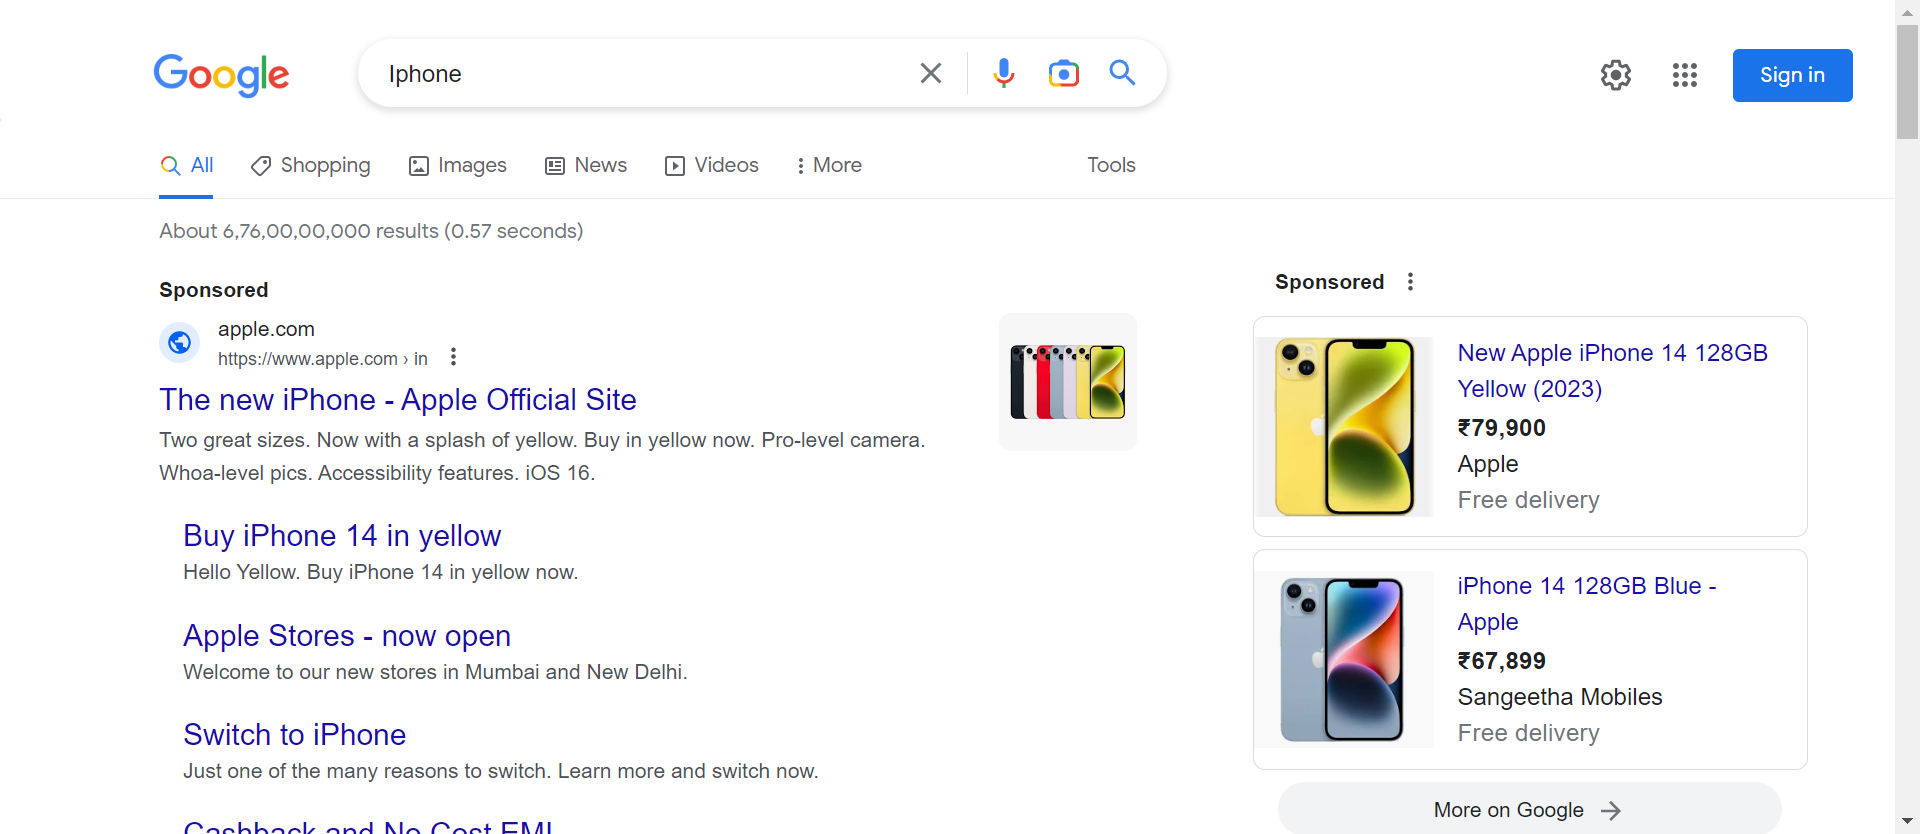 Google
Iphone
Sign in
All
Shopping
Images
News
Videos
More
Tools
About 6,76,00,00,000 results (0.57 seconds)
Sponsored
apple.com
https://www.apple.com › in
The new iPhone - Apple Official Site
Two great sizes. Now with a splash of yellow. Buy in yellow now. Pro-level camera.
Whoa-level pics. Accessibility features. iOS 16.
Buy iPhone 14 in yellow
Hello Yellow. Buy iPhone 14 in yellow now.
Apple Stores - now open
Welcome to our new stores in Mumbai and New Delhi.
Switch to iPhone
Just one of the many reasons to switch. Learn more and switch now.
Cashback and No Cost EMI
Sponsored
New Apple iPhone 14 128GB
Yellow (2023)
₹79,900
Apple
Free delivery
iPhone 14 128GB Blue -
Apple
₹67,899
Sangeetha Mobiles
Free delivery
More on Google